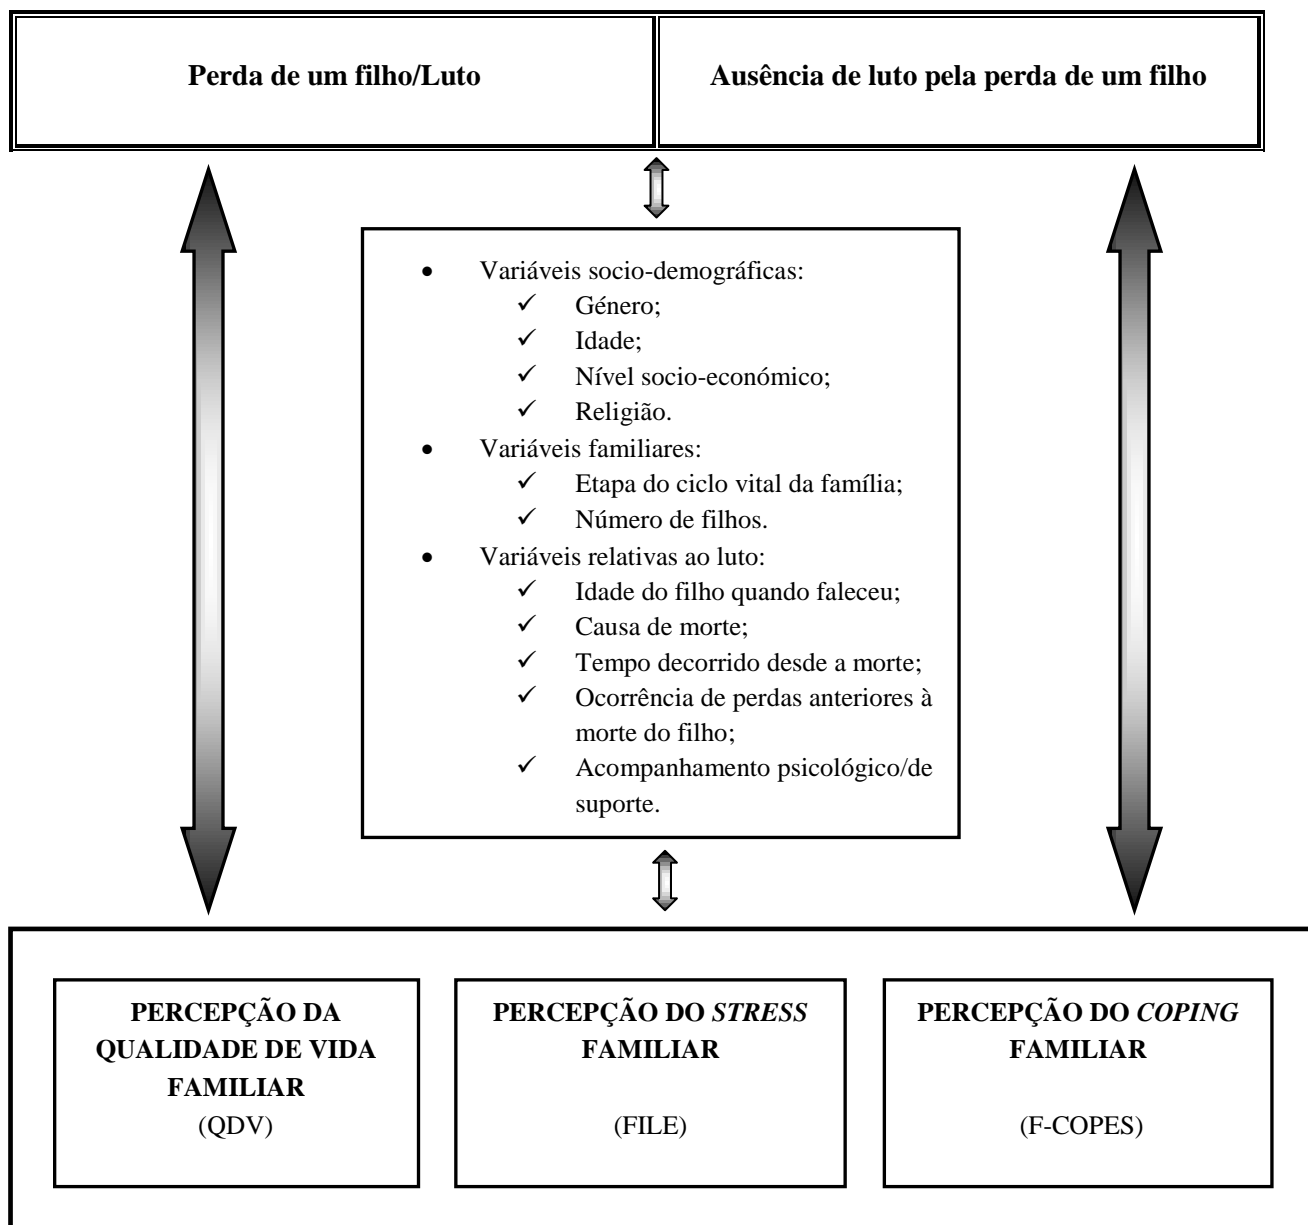 Perda de um filho/Luto
Ausência de luto pela perda de um filho
• Variáveis socio-demográficas:
✓ Género;
✓ Idade;
✓ Nível socio-económico;
✓ Religião.
• Variáveis familiares:
✓ Etapa do ciclo vital da família;
✓ Número de filhos.
• Variáveis relativas ao luto:
✓ Idade do filho quando faleceu;
✓ Causa de morte;
✓ Tempo decorrido desde a morte;
✓ Ocorrência de perdas anteriores à
morte do filho;
✓ Acompanhamento psicológico/de
suporte.
PERCEPÇÃO DA
QUALIDADE DE VIDA
FAMILIAR
(QDV)
PERCEPÇÃO DO STRESS
FAMILIAR
(FILE)
PERCEPÇÃO DO COPING
FAMILIAR
(F-COPES)